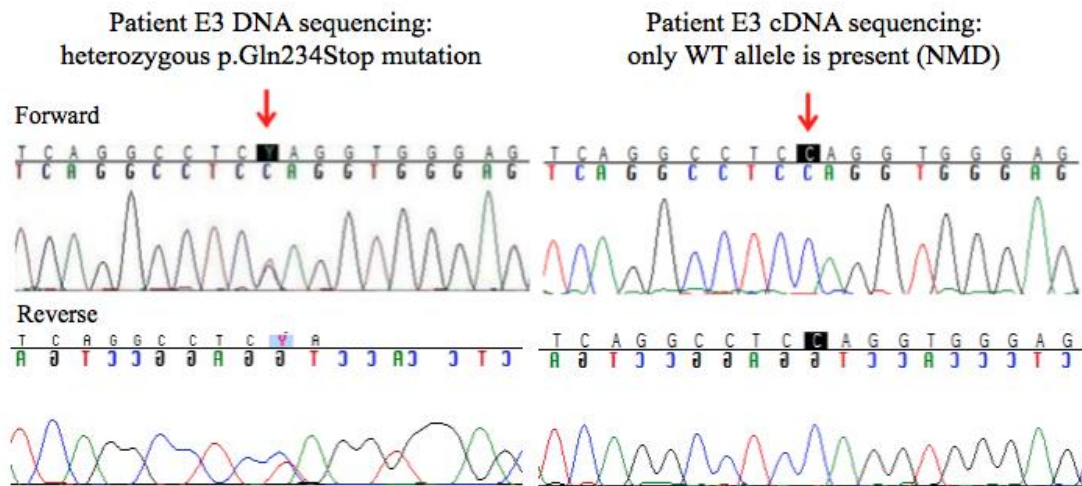 Patient E3 DNA sequencing:
heterozygous p.Gln234Stop mutation
Patient E3 cDNA sequencing:
only WT allele is present (NMD)
Forward
T C A G G C C T C Y A G G T G G G A G
T C A G G C C T C C A G G T G G G A G
T C A G G C C T C C A G G T G G G A G
T C A G G C C T C C A G G T G G G A G
Reverse
T C A G G C C T C Y A
A G T C C G G A G G T C C A C C T C
T C A G G C C T C C A G G T G G G A G
A G T C C G G A G G T C C A C C C T C